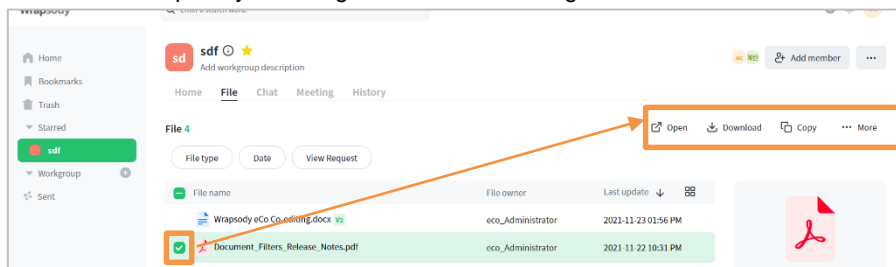 Wrapsody
Enter a search word.
Home
Bookmarks
Trash
Starred
sdf
Workgroup
Sent
sd
sdf
Add workgroup description
Add member
Home File Chat Meeting History
File 4
Open Download Copy ··· More
File type Date View Request
File name File owner Last update
Wrapsody eCo Co-editing.docx V2 eco_Administrator 2021-11-23 01:56 PM
Document_Filters_Release_Notes.pdf eco_Administrator 2021-11-22 10:31 PM